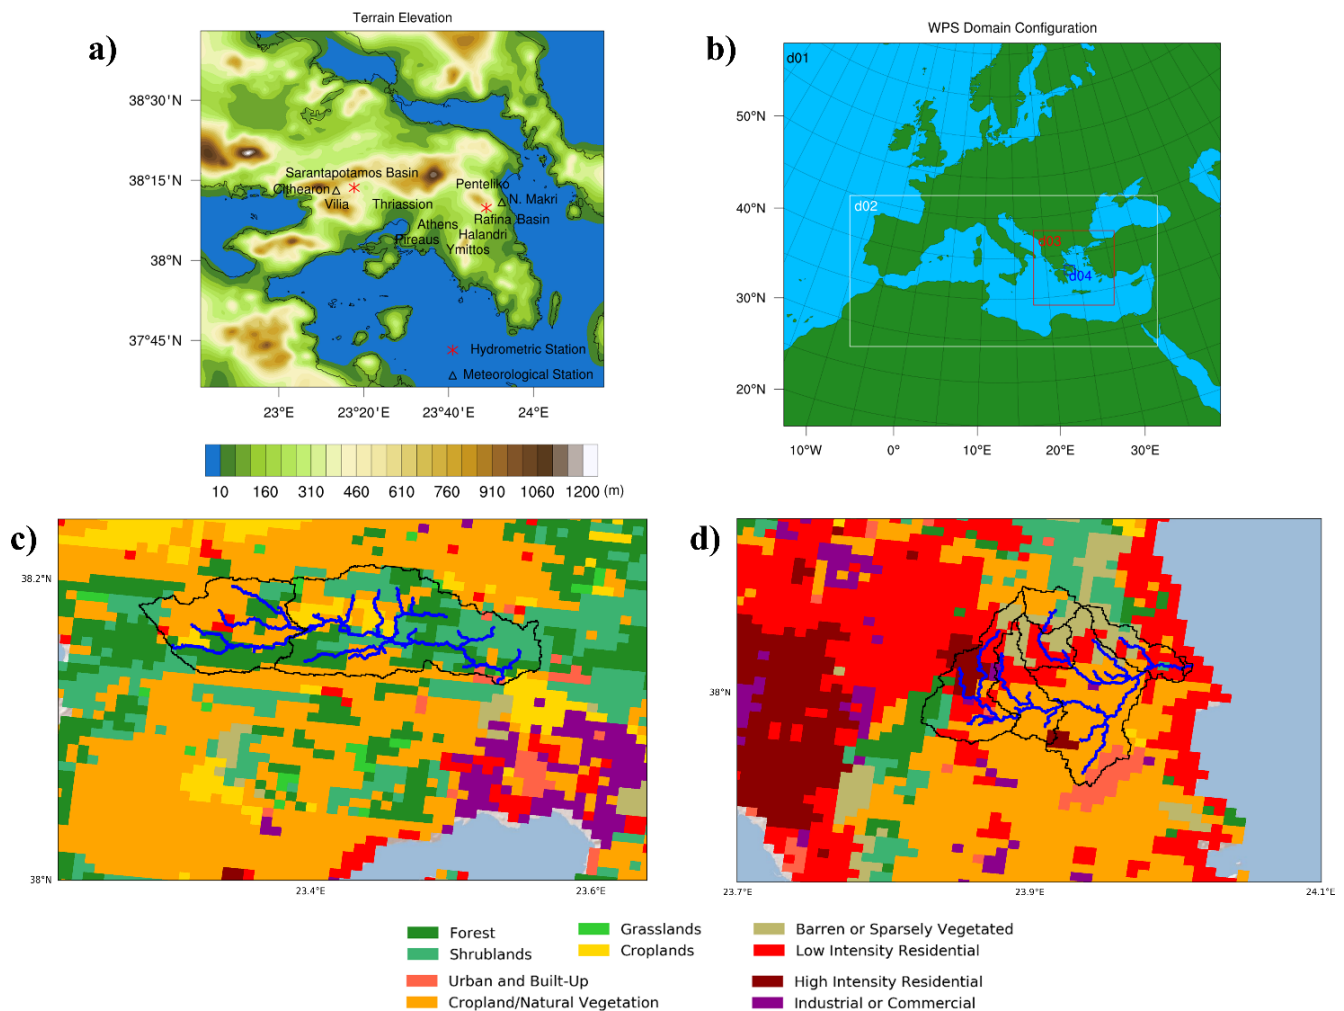 a)
Terrain Elevation
38°30'N
38°15'N
38°N
37°45'N
Sarantapotamos Basin
Cithearon
Vilia
Thriassion
Penteliko
N. Makri
Rafina Basin
Athens
Halandri
Piraeus
Ymittos
Hydrometric Station
Meteorological Station
23°E
23°20'E
23°40'E
24°E
10
160
310
460
610
760
910
1060
1200
(m)
b)
WPS Domain Configuration
d01
d02
d03
d04
50°N
40°N
30°N
20°N
10°W
0°
10°E
20°E
30°E
c)
38.2°N
38°N
23.4°E
23.6°E
d)
38°N
23.7°E
23.9°E
24.1°E
Forest
Shrublands
Urban and Built-Up
Cropland/Natural Vegetation
Grasslands
Croplands
Barren or Sparsely Vegetated
Low Intensity Residential
High Intensity Residential
Industrial or Commercial